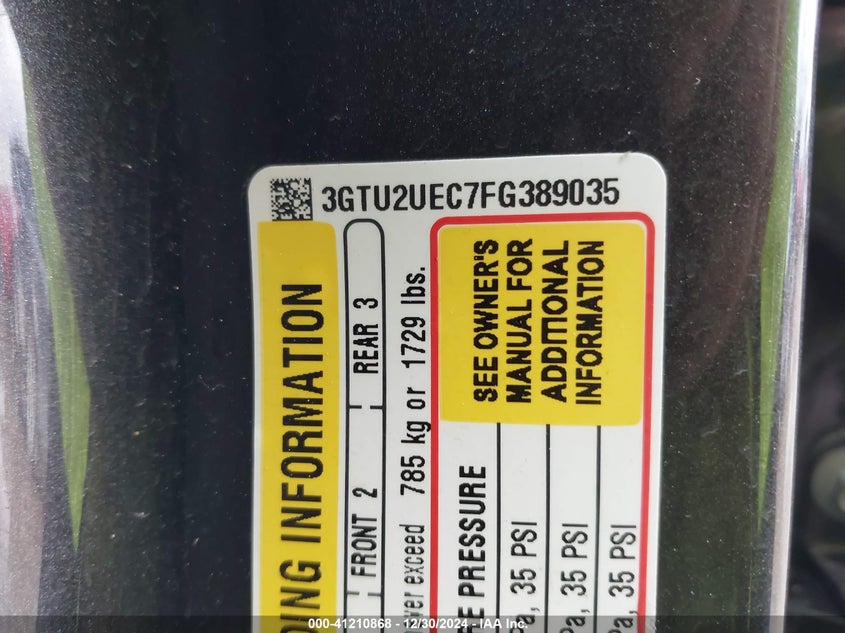 3GTU2UEC7FG389035
DING INFORMATION
FRONT 2 REAR 3
exceed 785 kg or 1729 lbs.
SEE OWNER'S
MANUAL FOR
ADDITIONAL
INFORMATION
PRESSURE
35 PSI
35 PSI
35 PSI
000-41210868 - 12/30/2024 - IAA Inc.